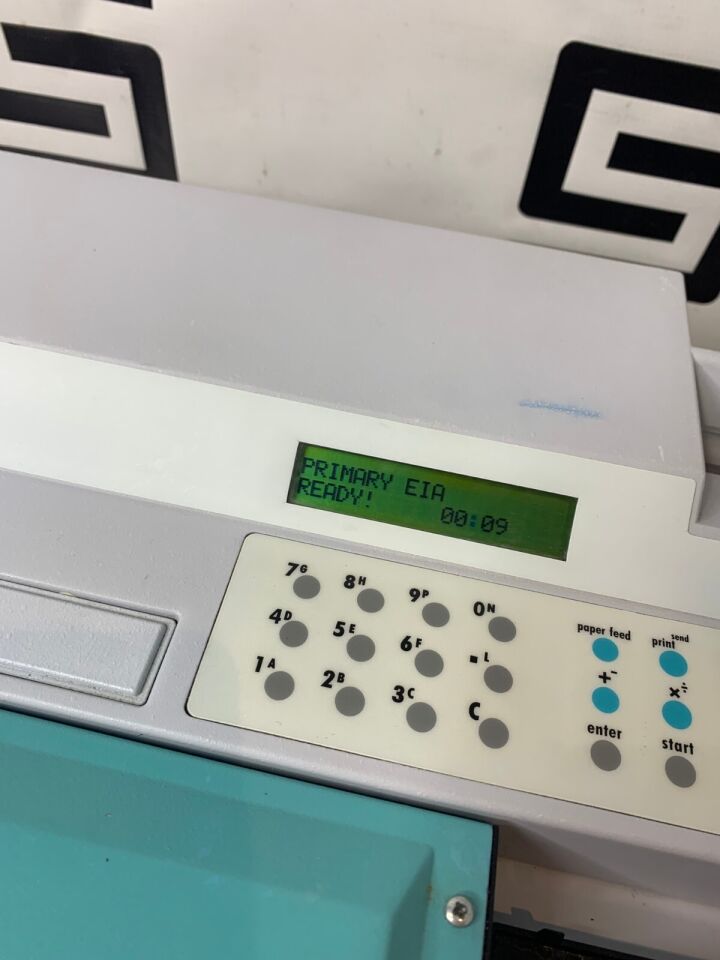 PRIMARY EIA
READY!
00:09
7G 8H 9P 0N
4D 5E 6F . L
1A 2B 3C C
paper feed
print send
+ -
× ÷
enter
start